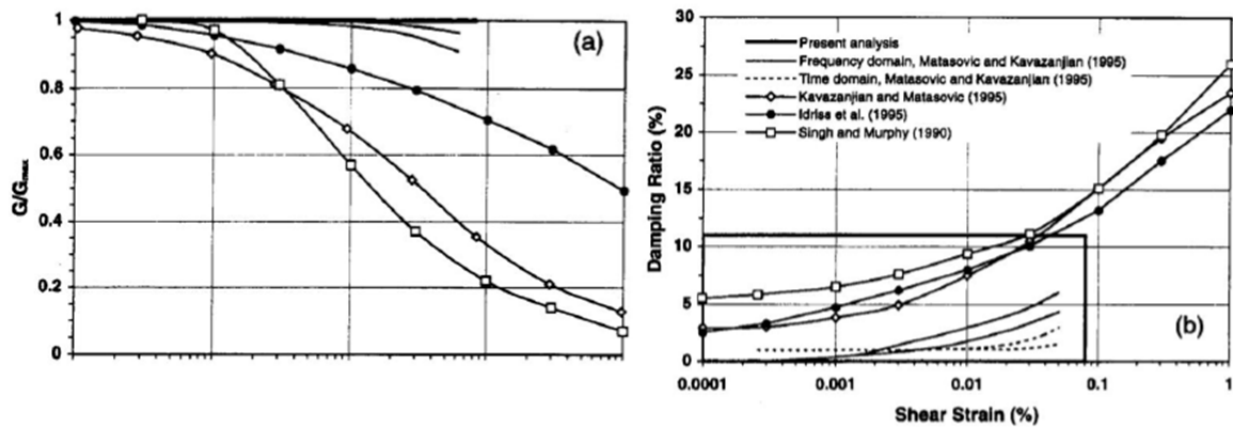 1
0.8
0.6
0.4
0.2
0
G/Gmax
(a)
30
25
20
15
10
5
0
Damping Ratio (%)
Present analysis
Frequency domain, Matasovic and Kavazanjian (1995)
Time domain, Matasovic and Kavazanjian (1995)
Kavazanjian and Matasovic (1995)
Idriss et al. (1995)
Singh and Murphy (1990)
(b)
0.0001
0.001
0.01
0.1
1
Shear Strain (%)